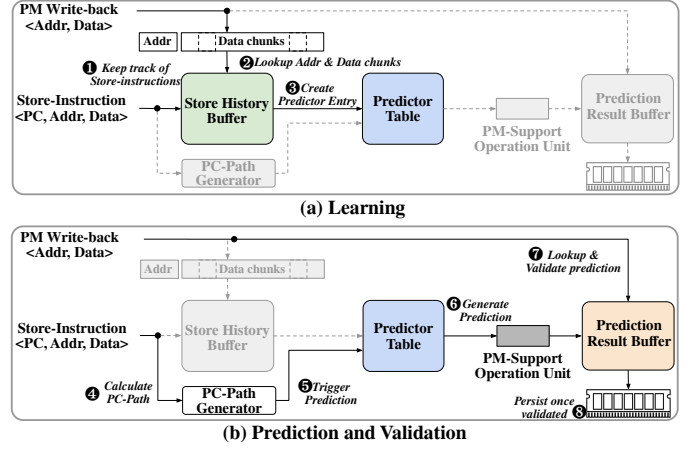 PM Write-back
<Addr, Data>
Addr
Data chunks
❶ Keep track of
Store-instructions
❷ Lookup Addr & Data chunks
❸ Create
Predictor Entry
Store-Instruction
<PC, Addr, Data>
Store History
Buffer
Predictor
Table
PM-Support
Operation Unit
Prediction
Result Buffer
PC-Path
Generator
(a) Learning
PM Write-back
<Addr, Data>
Addr
Data chunks
❼ Lookup &
Validate prediction
Store-Instruction
<PC, Addr, Data>
Store History
Buffer
Predictor
Table
❻ Generate
Prediction
PM-Support
Operation Unit
Prediction
Result Buffer
❹ Calculate
PC-Path
PC-Path
Generator
❺ Trigger
Prediction
Persist once
validated ❽
(b) Prediction and Validation